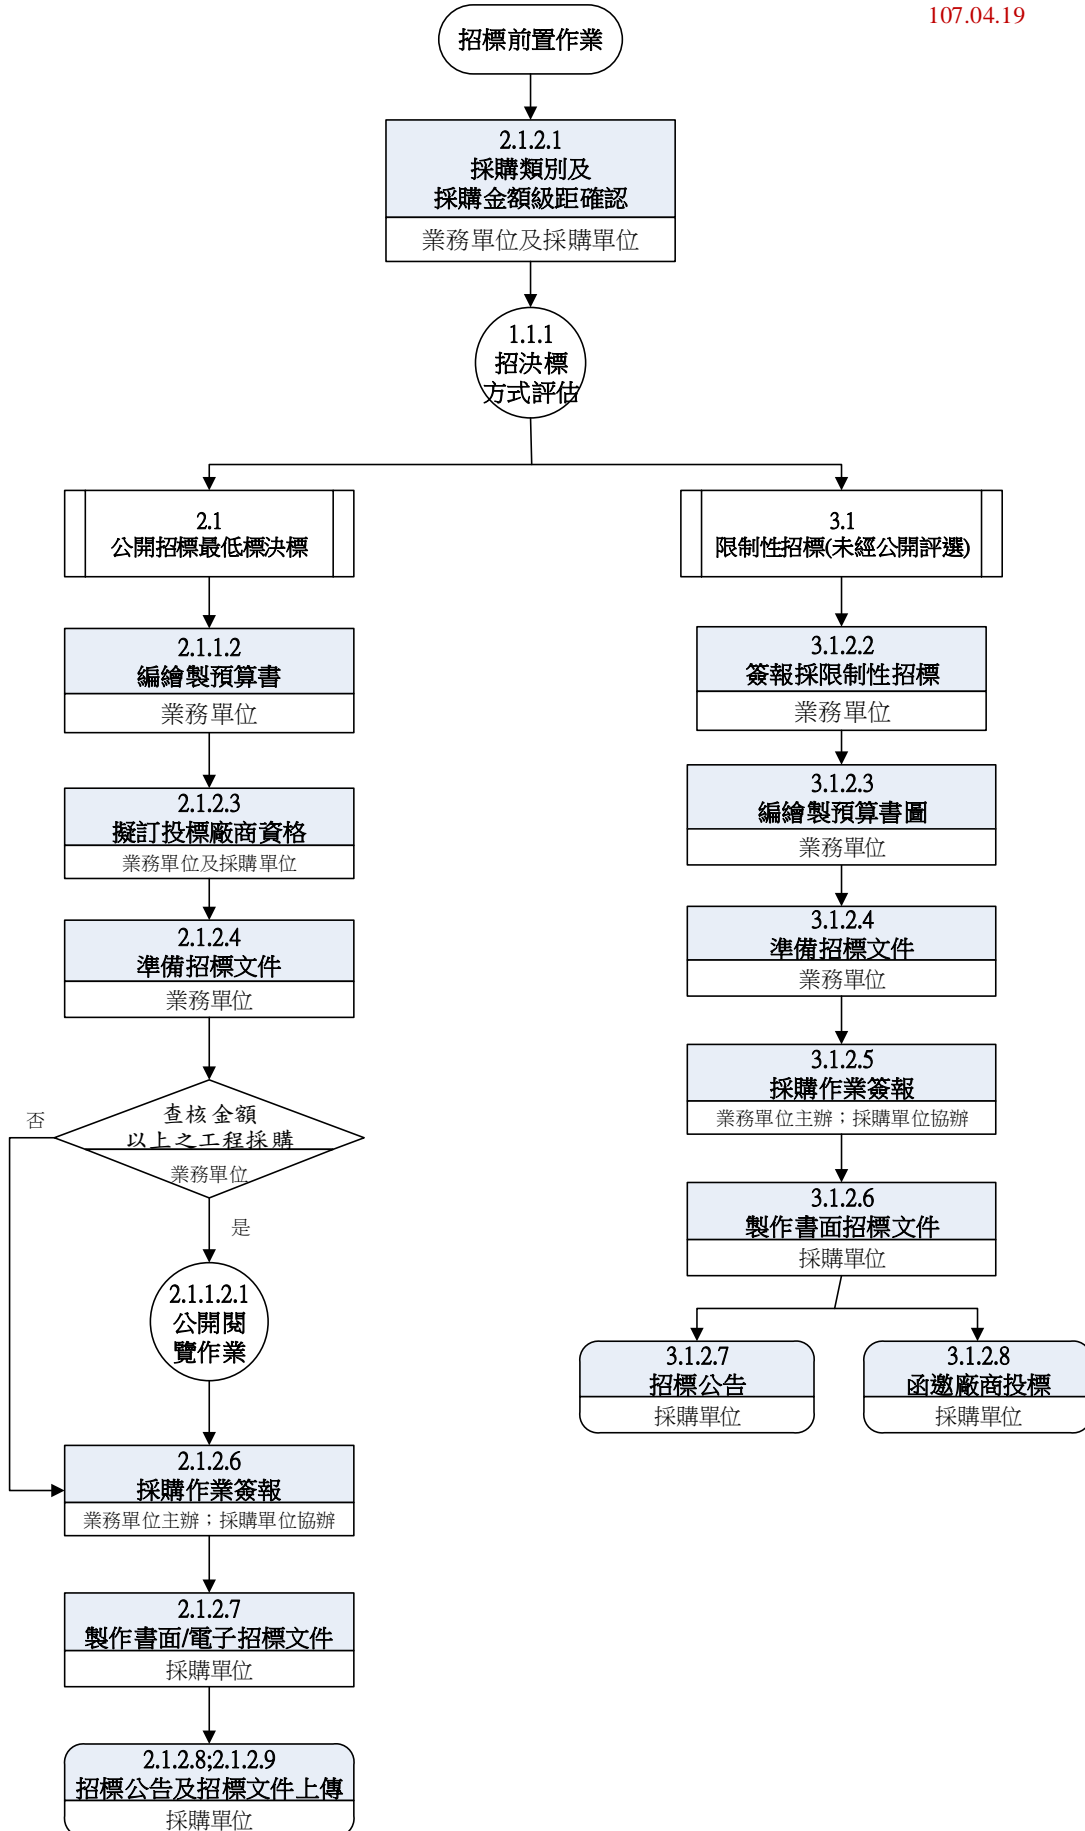 107.04.19
招標前置作業
2.1.2.1
採購類別及
採購金額級距確認
業務單位及採購單位
1.1.1
招決標
方式評估
2.1
公開招標最低標決標
2.1.1.2
編繪製預算書
業務單位
2.1.2.3
擬訂投標廠商資格
業務單位及採購單位
2.1.2.4
準備招標文件
業務單位
查核金額
以上之工程採購
業務單位
否
是
2.1.1.2.1
公開閱
覽作業
2.1.2.6
採購作業簽報
業務單位主辦；採購單位協辦
2.1.2.7
製作書面/電子招標文件
採購單位
2.1.2.8;2.1.2.9
招標公告及招標文件上傳
採購單位
3.1
限制性招標(未經公開評選)
3.1.2.2
簽報採限制性招標
業務單位
3.1.2.3
編繪製預算書圖
業務單位
3.1.2.4
準備招標文件
業務單位
3.1.2.5
採購作業簽報
業務單位主辦；採購單位協辦
3.1.2.6
製作書面招標文件
採購單位
3.1.2.7
招標公告
採購單位
3.1.2.8
函邀廠商投標
採購單位